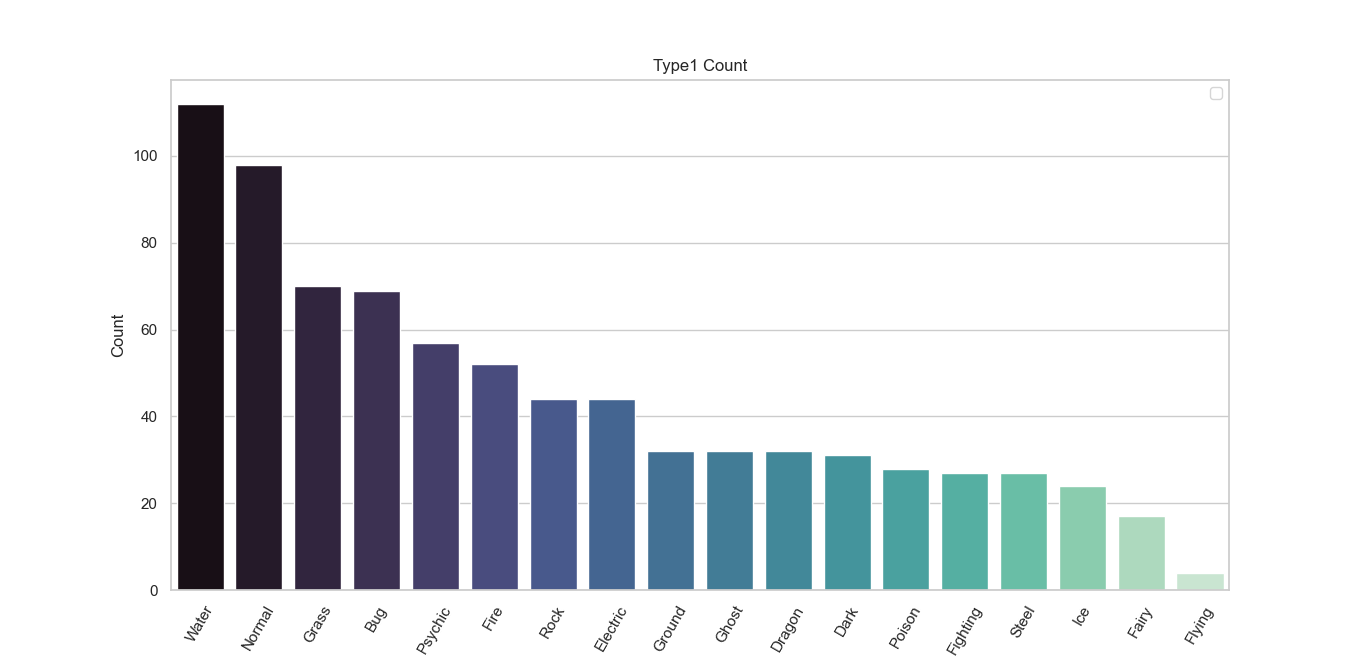 Type1 Count
100
80
60
40
20
0
Count
Water
Normal
Grass
Bug
Psychic
Fire
Rock
Electric
Ground
Ghost
Dragon
Dark
Poison
Fighting
Steel
Ice
Fairy
Flying